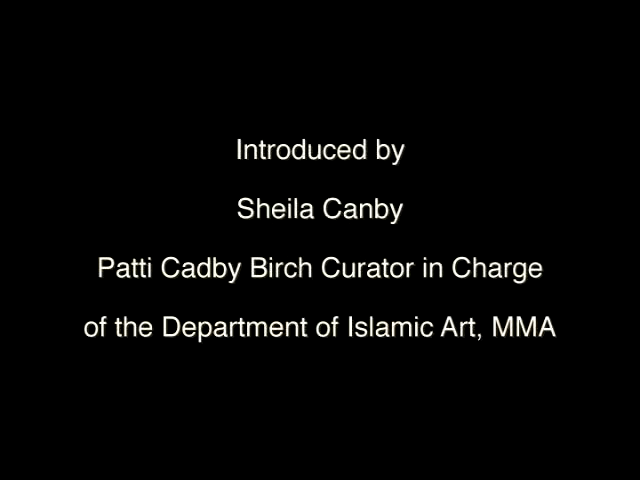 Introduced by
Sheila Canby
Patti Cadby Birch Curator in Charge
of the Department of Islamic Art, MMA